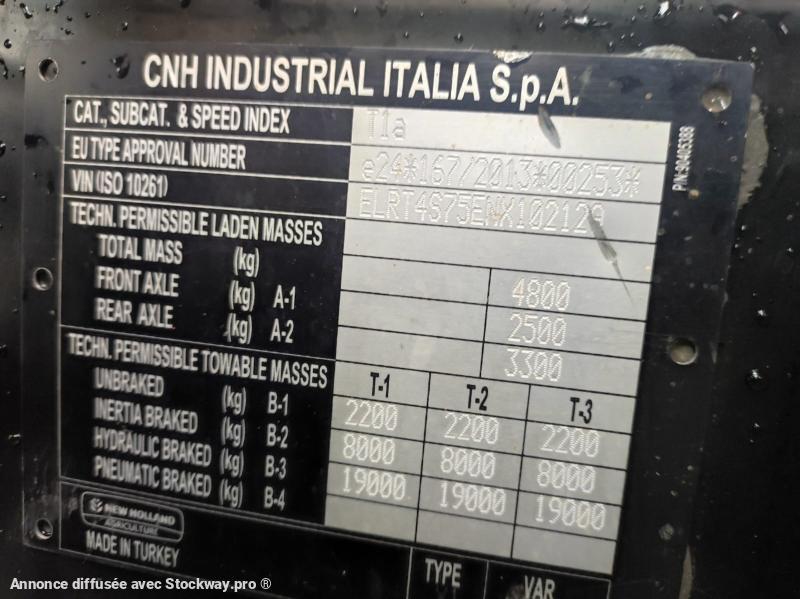 CNH INDUSTRIAL ITALIA S.p.A.
CAT., SUBCAT. & SPEED INDEX T1a
EU TYPE APPROVAL NUMBER e24*167/2013*00253*
VIN (ISO 10261) ELRT4S75ENX102129
TECHN. PERMISSIBLE LADEN MASSES
TOTAL MASS (kg) 4800
FRONT AXLE (kg) A-1 2500
REAR AXLE (kg) A-2 3300
TECHN. PERMISSIBLE TOWABLE MASSES T-1 T-2 T-3
UNBRAKED (kg) B-1 2200 2200 2200
INERTIA BRAKED (kg) B-2 8000 8000 8000
HYDRAULIC BRAKED (kg) B-3 19000 19000 19000
PNEUMATIC BRAKED (kg) B-4
NEW HOLLAND
AGRICULTURE
MADE IN TURKEY
TYPE VAR
P/N:90405388
Annonce diffusée avec Stockway.pro ®